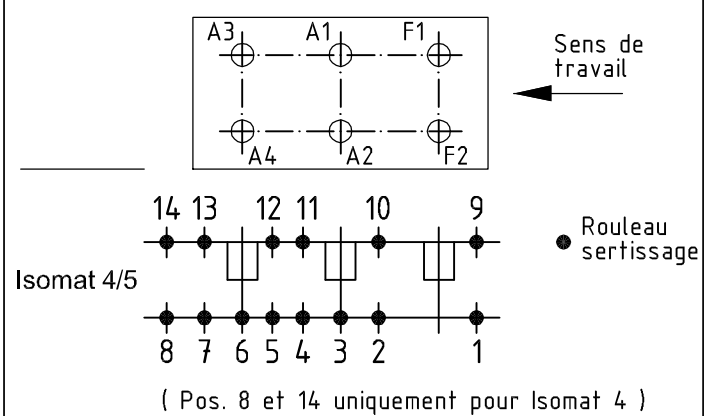 A3 A1 F1
Sens de
travail
A4 A2 F2
14 13 12 11 10 9
Rouleau
sertissage
Isomat 4/5
8 7 6 5 4 3 2 1
( Pos. 8 et 14 uniquement pour Isomat 4 )